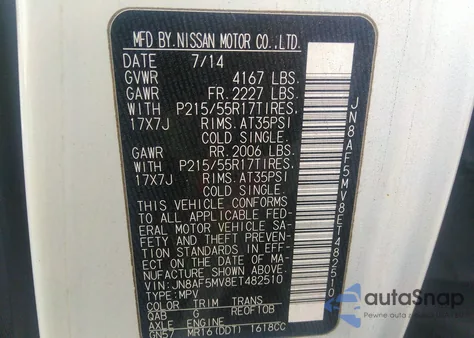 MFD BY.NISSAN MOTOR CO.,LTD.
DATE 7/14
GVWR 4167 LBS.
GAWR FR. 2227 LBS.
WITH P215/55R17TIRES.
17X7J RIMS. AT35PSI
COLD SINGLE.
GAWR RR. 2006 LBS.
WITH P215/55R17TIRES.
17X7J RIMS. AT35PSI
COLD SINGLE.
THIS VEHICLE CONFORMS
TO ALL APPLICABLE FED-
ERAL MOTOR VEHICLE SA-
FETY AND THEFT PREVEN-
TION STANDARDS IN EFF-
ECT ON THE DATE OF MA-
NUFACTURE SHOWN ABOVE.
VIN:JN8AF5MV8ET482510
TYPE:MPV
COLOR TRIM TRANS
QAB G RE0F10B
AXLE ENGINE
GN57 MR16(DDT) 1618CC
JN8AF5MV8ET482510
autoSnap
Pewne auto prosto z